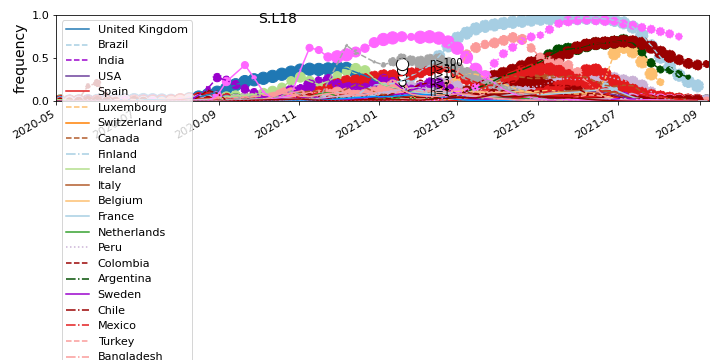 S.L18
frequency
1.0
0.5
0.0
2020-05
2020-09
2020-11
2021-01
2021-03
2021-05
2021-07
2021-09
United Kingdom
Brazil
India
USA
Spain
Luxembourg
Switzerland
Canada
Finland
Ireland
Italy
Belgium
France
Netherlands
Peru
Colombia
Argentina
Sweden
Chile
Mexico
Turkey
Bangladesh
n>100